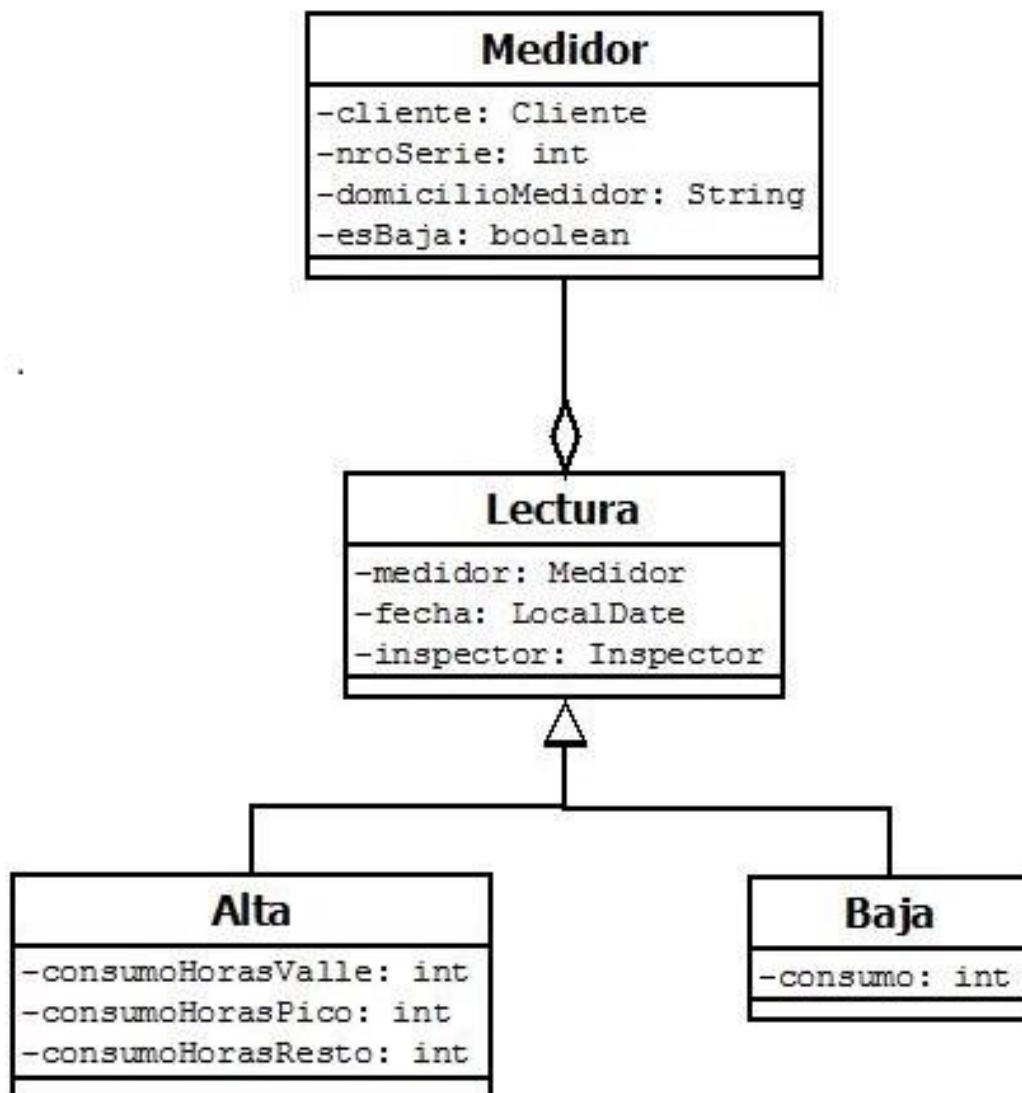 Medidor
-cliente: Cliente
-nroSerie: int
-domicilioMedidor: String
-esBaja: boolean
.
Lectura
-medidor: Medidor
-fecha: LocalDate
-inspector: Inspector
Alta
-consumoHorasValle: int
-consumoHorasPico: int
-consumoHorasResto: int
Baja
-consumo: int